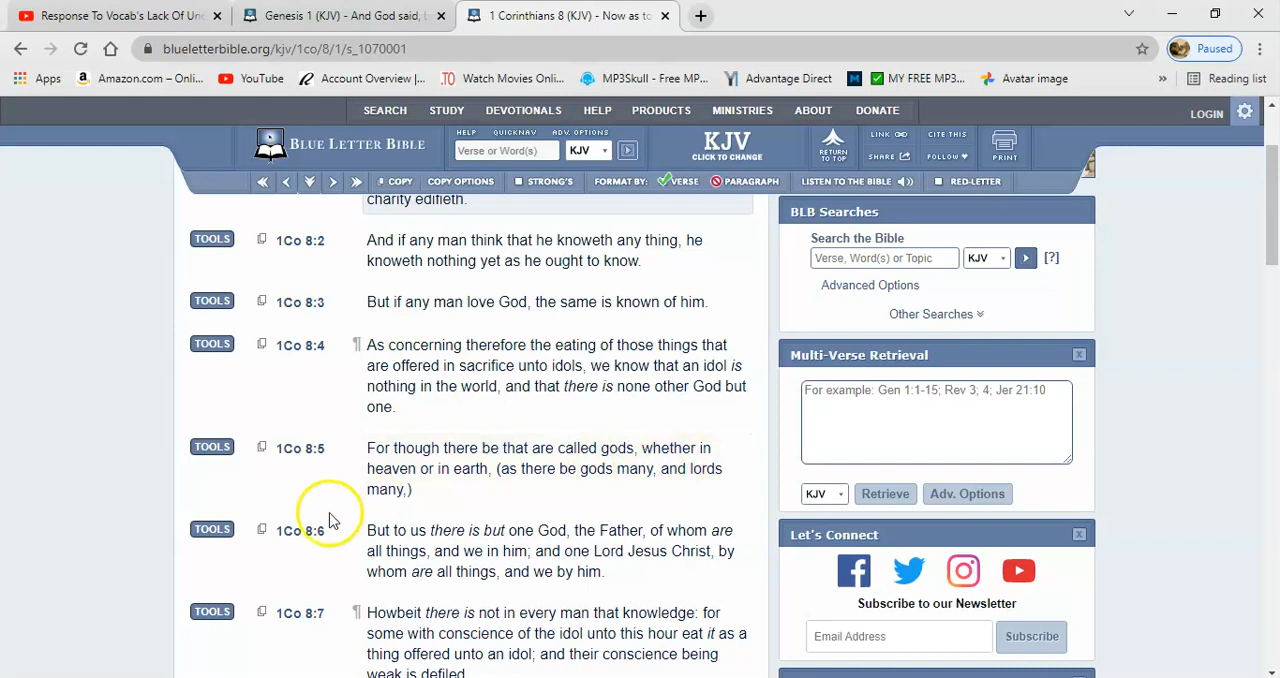 Response To Vocab's Lack Of Und
Genesis 1 (KJV) - And God said, L
1 Corinthians 8 (KJV) - Now as to
blueletterbible.org/kjv/1co/8/1/s_1070001
Paused
Apps
Amazon.com – Onli...
YouTube
Account Overview |...
Watch Movies Onli...
MP3Skull - Free MP...
Advantage Direct
MY FREE MP3...
Avatar image
»
Reading list
SEARCH STUDY DEVOTIONALS HELP PRODUCTS MINISTRIES ABOUT DONATE
LOGIN
BLUE LETTER BIBLE
HELP QUICKNAV ADV. OPTIONS
Verse or Word(s)
KJV
KJV
CLICK TO CHANGE
RETURN
TO TOP
LINK
CITE THIS
SHARE
FOLLOW
PRINT
COPY COPY OPTIONS STRONG'S FORMAT BY: VERSE PARAGRAPH LISTEN TO THE BIBLE RED-LETTER
charity edifieth.
TOOLS 1Co 8:2 And if any man think that he knoweth any thing, he
knoweth nothing yet as he ought to know.
TOOLS 1Co 8:3 But if any man love God, the same is known of him.
TOOLS 1Co 8:4 ¶ As concerning therefore the eating of those things that
are offered in sacrifice unto idols, we know that an idol is
nothing in the world, and that there is none other God but
one.
TOOLS 1Co 8:5 For though there be that are called gods, whether in
heaven or in earth, (as there be gods many, and lords
many,)
TOOLS 1Co 8:6 But to us there is but one God, the Father, of whom are
all things, and we in him; and one Lord Jesus Christ, by
whom are all things, and we by him.
TOOLS 1Co 8:7 ¶ Howbeit there is not in every man that knowledge: for
some with conscience of the idol unto this hour eat it as a
thing offered unto an idol; and their conscience being
weak is defiled.
BLB Searches
Search the Bible
Verse, Word(s) or Topic
KJV
[?]
Advanced Options
Other Searches
Multi-Verse Retrieval
For example: Gen 1:1-15; Rev 3; 4; Jer 21:10
KJV
Retrieve
Adv. Options
Let's Connect
Subscribe to our Newsletter
Email Address
Subscribe